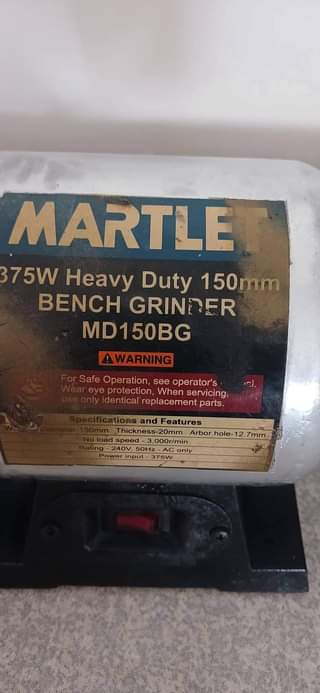 MARTLET
375W Heavy Duty 150mm
BENCH GRINDER
MD150BG
WARNING
For Safe Operation, see operator's
Wear eye protection, When servicing,
use only identical replacement parts.
Specifications and Features
150mm Thickness-20mm Arbor hole-12.7mm
No load speed - 3,000r/min
Rating - 240V, 50Hz - AC only
Power input - 375W